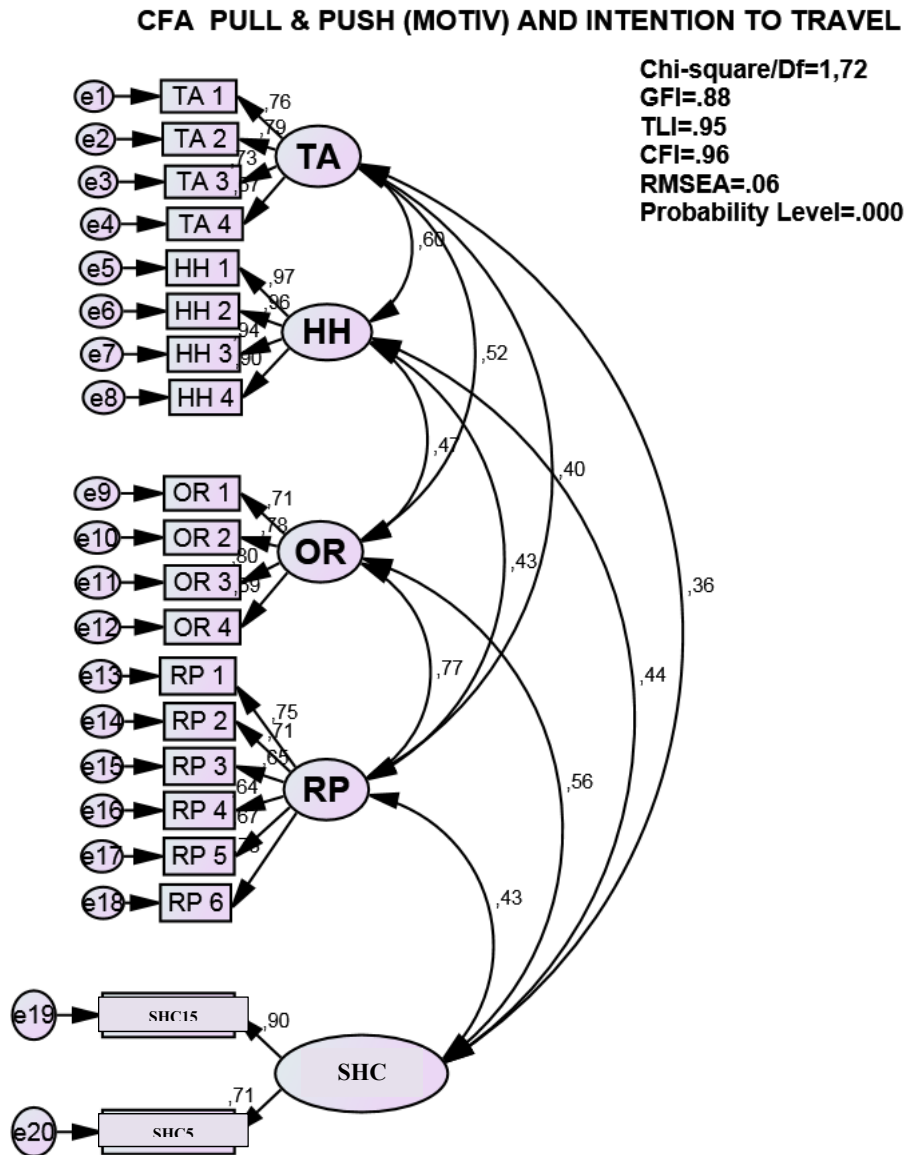 CFA PULL & PUSH (MOTIV) AND INTENTION TO TRAVEL
Chi-square/Df=1,72
GFI=.88
TLI=.95
CFI=.96
RMSEA=.06
Probability Level=.000
e1 TA 1 ,76
e2 TA 2 ,79
TA
e3 TA 3 ,73
e4 TA 4
,60
e5 HH 1 ,97
e6 HH 2 ,96
HH
e7 HH 3 ,94
,90
e8 HH 4
,52
,47
,40
e9 OR 1 ,71
e10 OR 2 ,78
OR
e11 OR 3 ,80
e12 OR 4
,43
,36
e13 RP 1
,77
,44
e14 RP 2 ,75
,71
e15 RP 3 ,65
RP
,56
e16 RP 4 ,64
,67
e17 RP 5
e18 RP 6
,43
e19 SHC15 ,90
SHC
,71
e20 SHC5